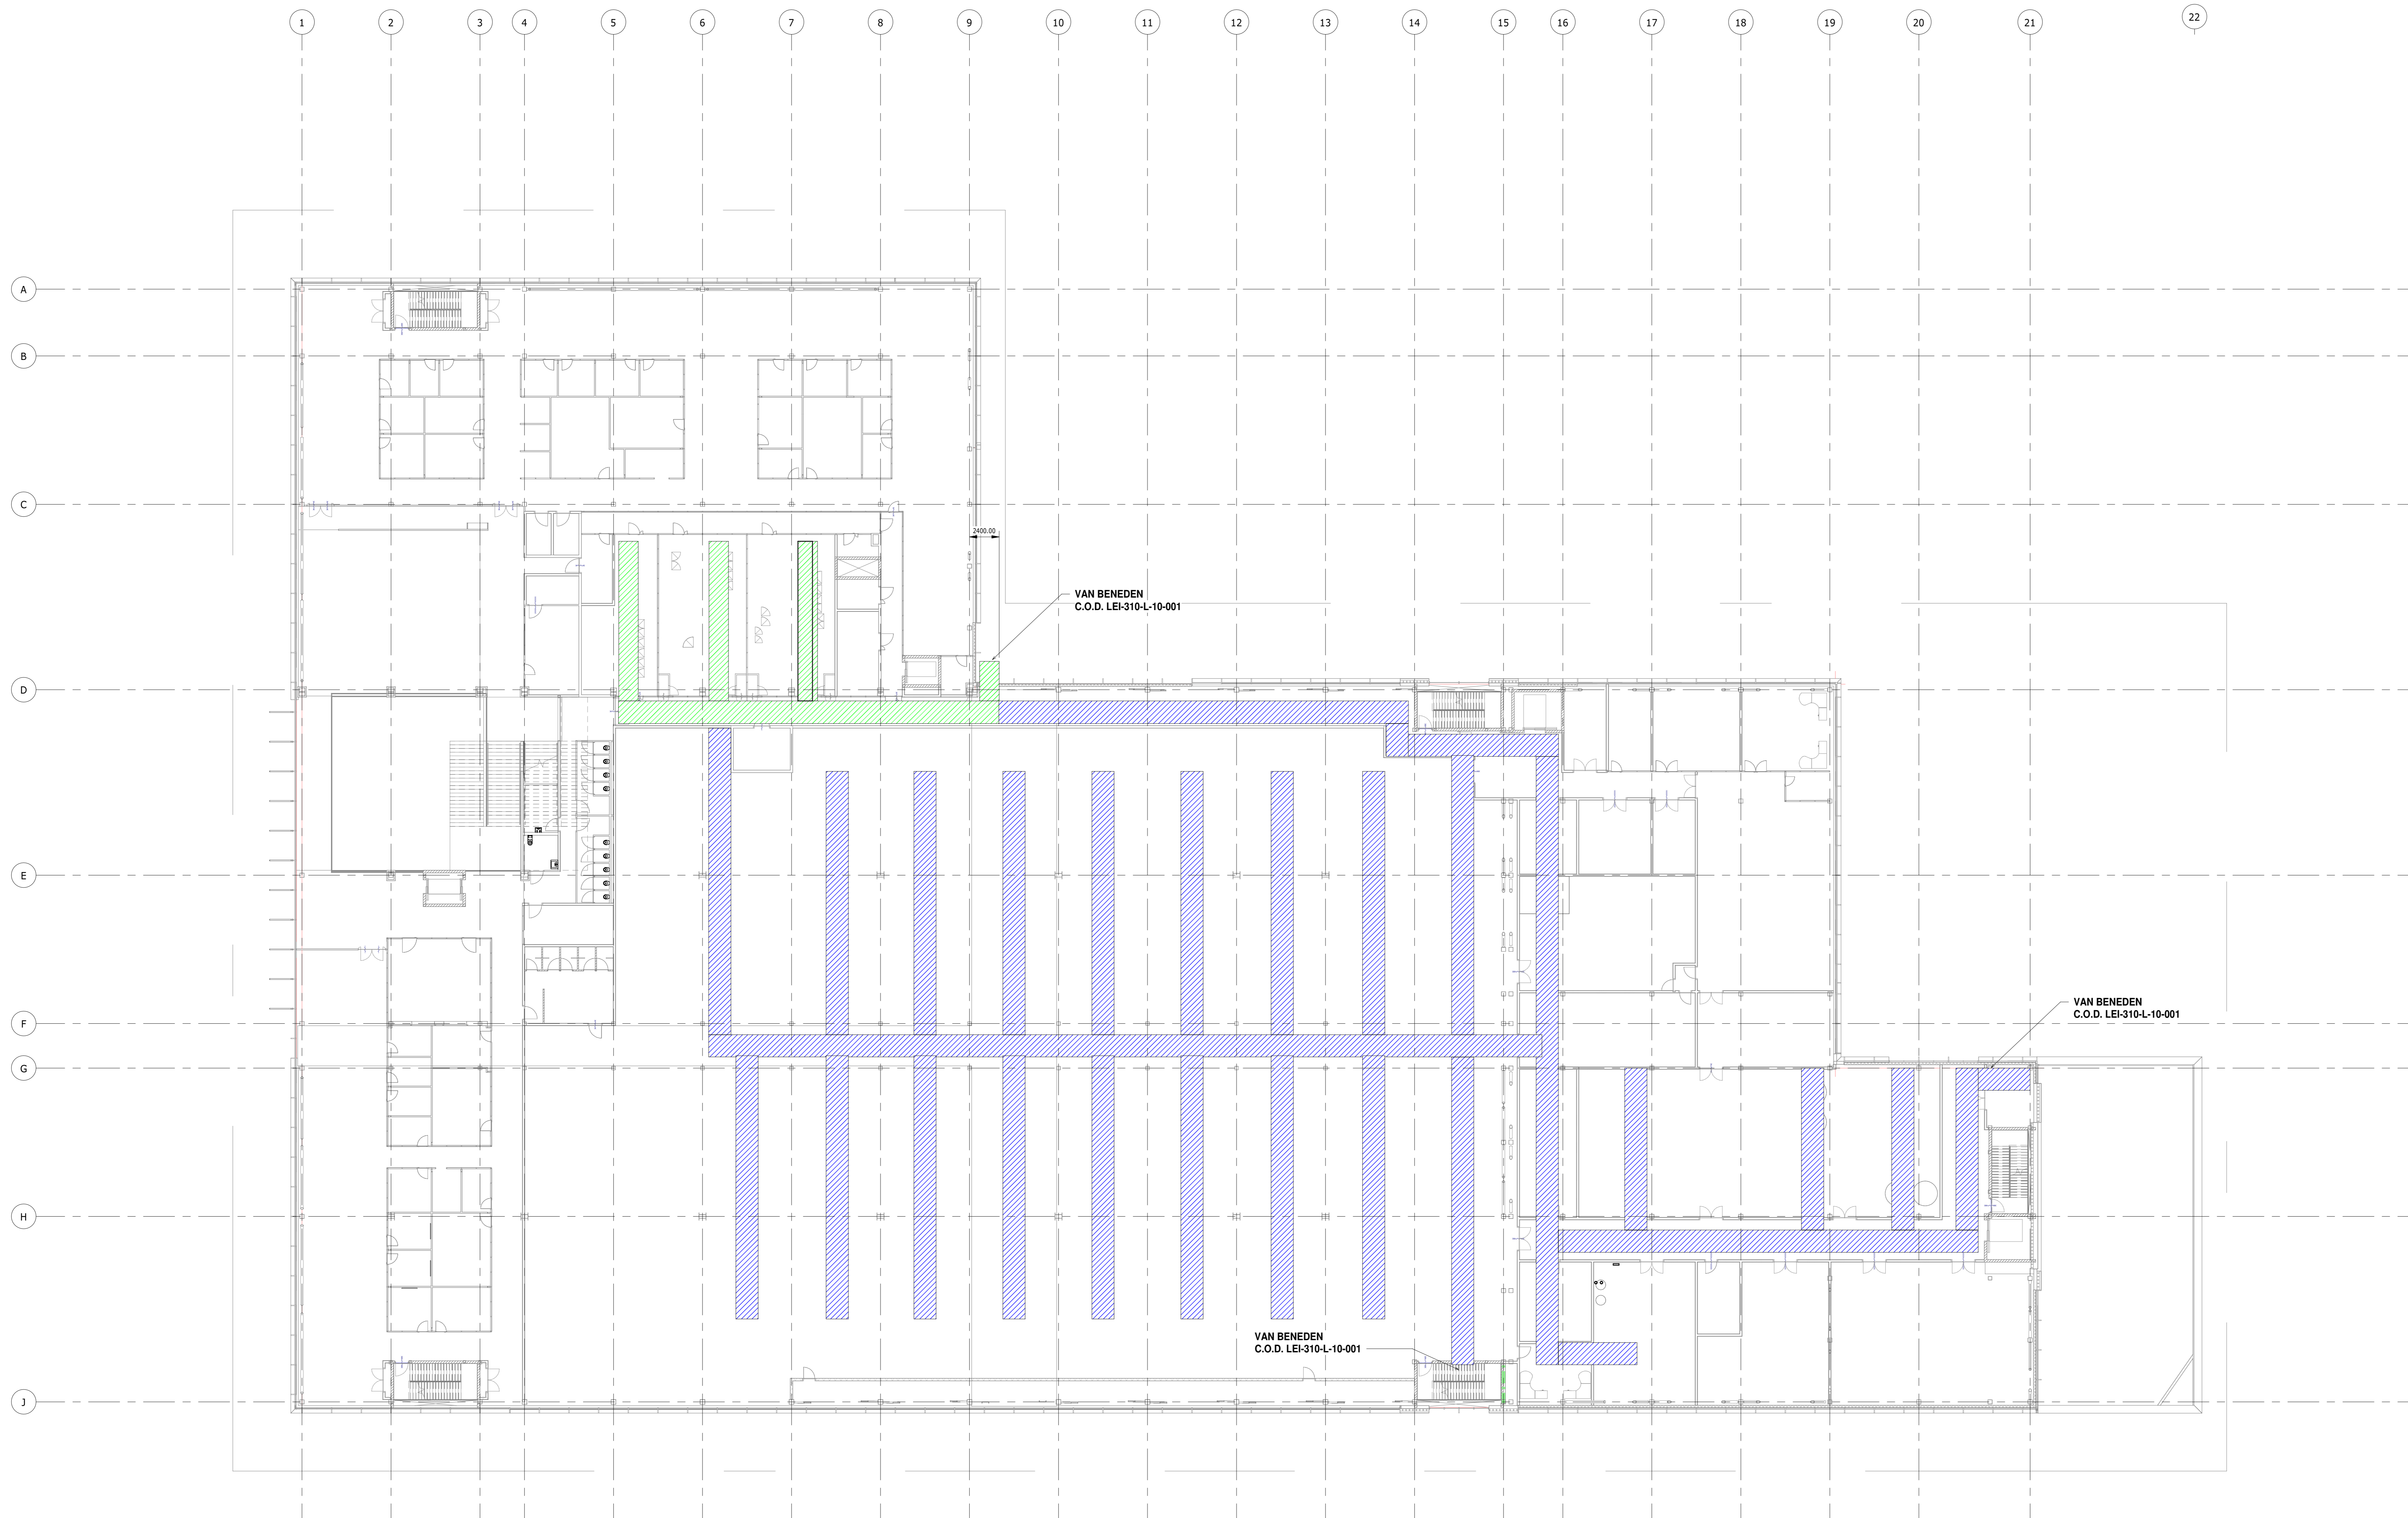 1 2 3 4 5 6 7 8 9 10 11 12 13 14 15 16 17 18 19 20 21 22
A
B
C
2400.00
VAN BENEDEN
C.O.D. LEI-310-L-10-001
D
E
VAN BENEDEN
C.O.D. LEI-310-L-10-001
F
G
H
VAN BENEDEN
C.O.D. LEI-310-L-10-001
J